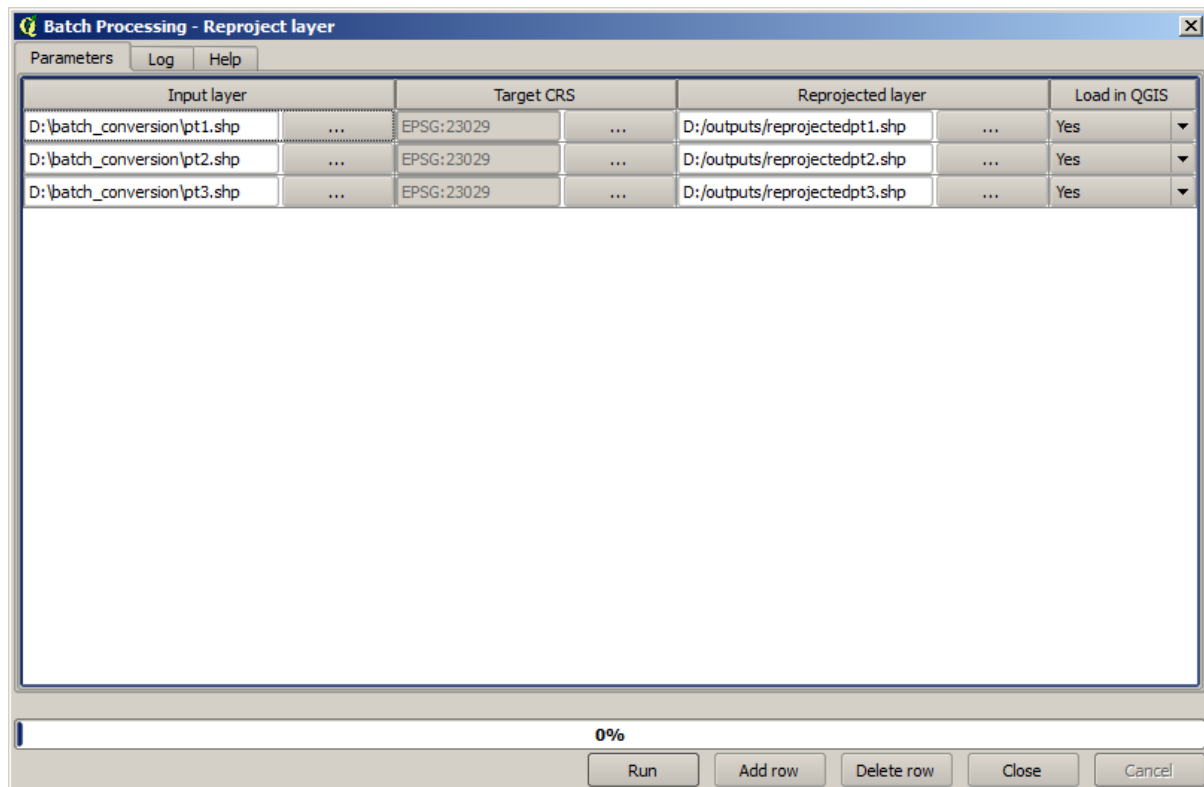 Batch Processing - Reproject layer
Parameters Log Help
Input layer Target CRS Reprojected layer Load in QGIS
D:\batch_conversion\pt1.shp ... EPSG:23029 ... D:/outputs/reprojectedpt1.shp ... Yes
D:\batch_conversion\pt2.shp ... EPSG:23029 ... D:/outputs/reprojectedpt2.shp ... Yes
D:\batch_conversion\pt3.shp ... EPSG:23029 ... D:/outputs/reprojectedpt3.shp ... Yes
0%
Run Add row Delete row Close Cancel